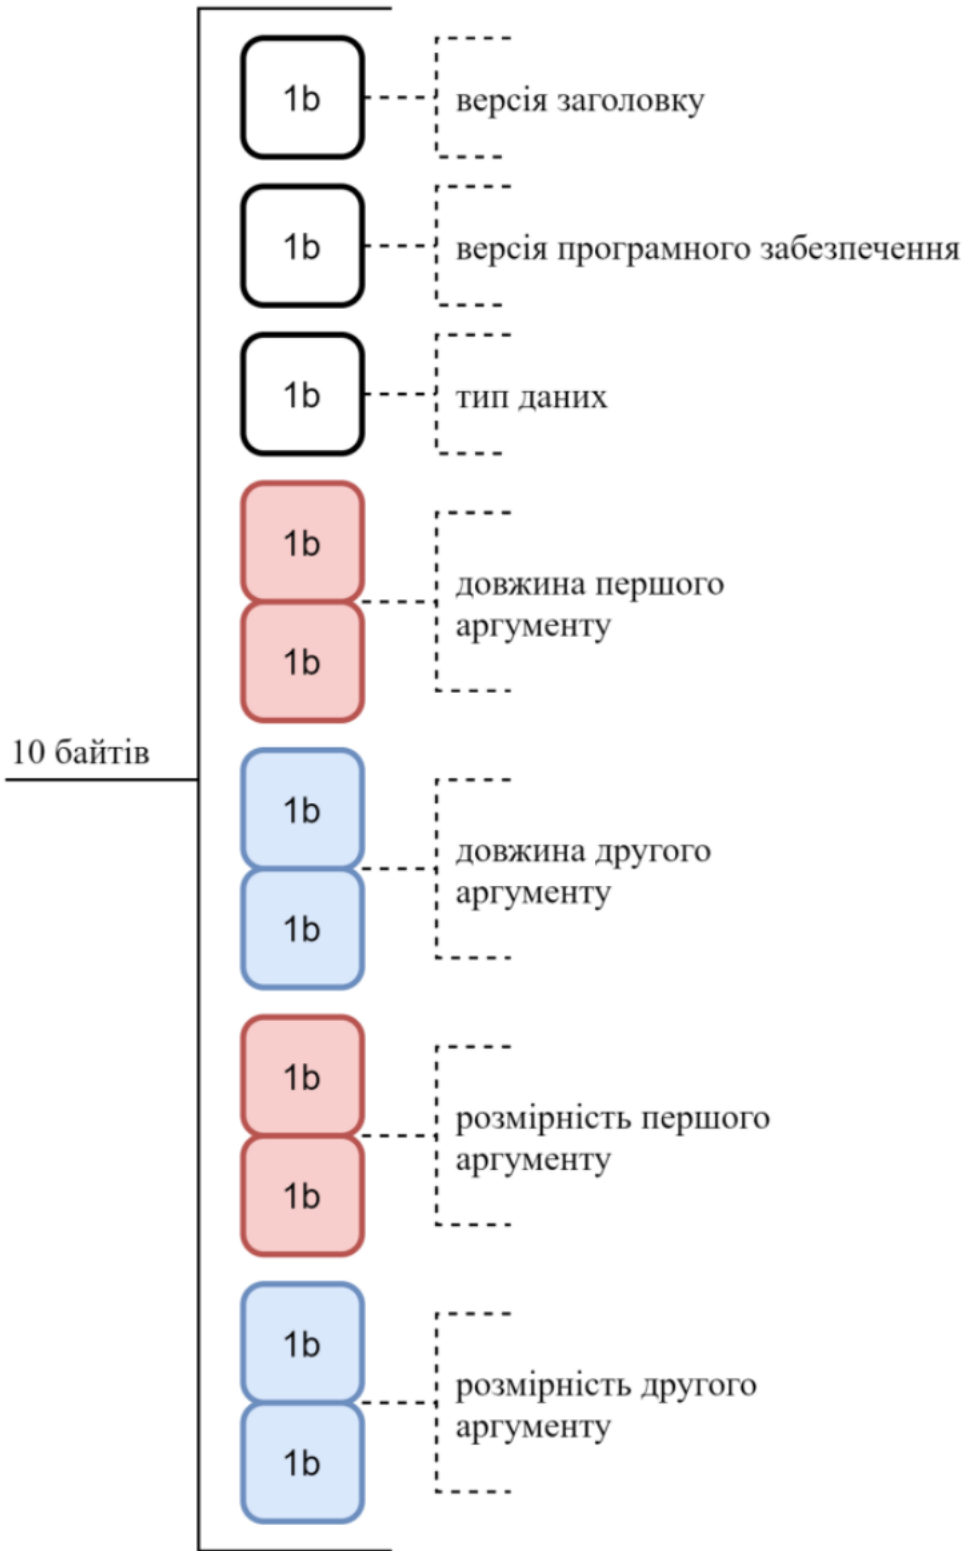 1b
версія заголовку
1b
версія програмного забезпечення
1b
тип даних
1b
1b
довжина першого
аргументу
10 байтів
1b
1b
довжина другого
аргументу
1b
1b
розмірність першого
аргументу
1b
1b
розмірність другого
аргументу